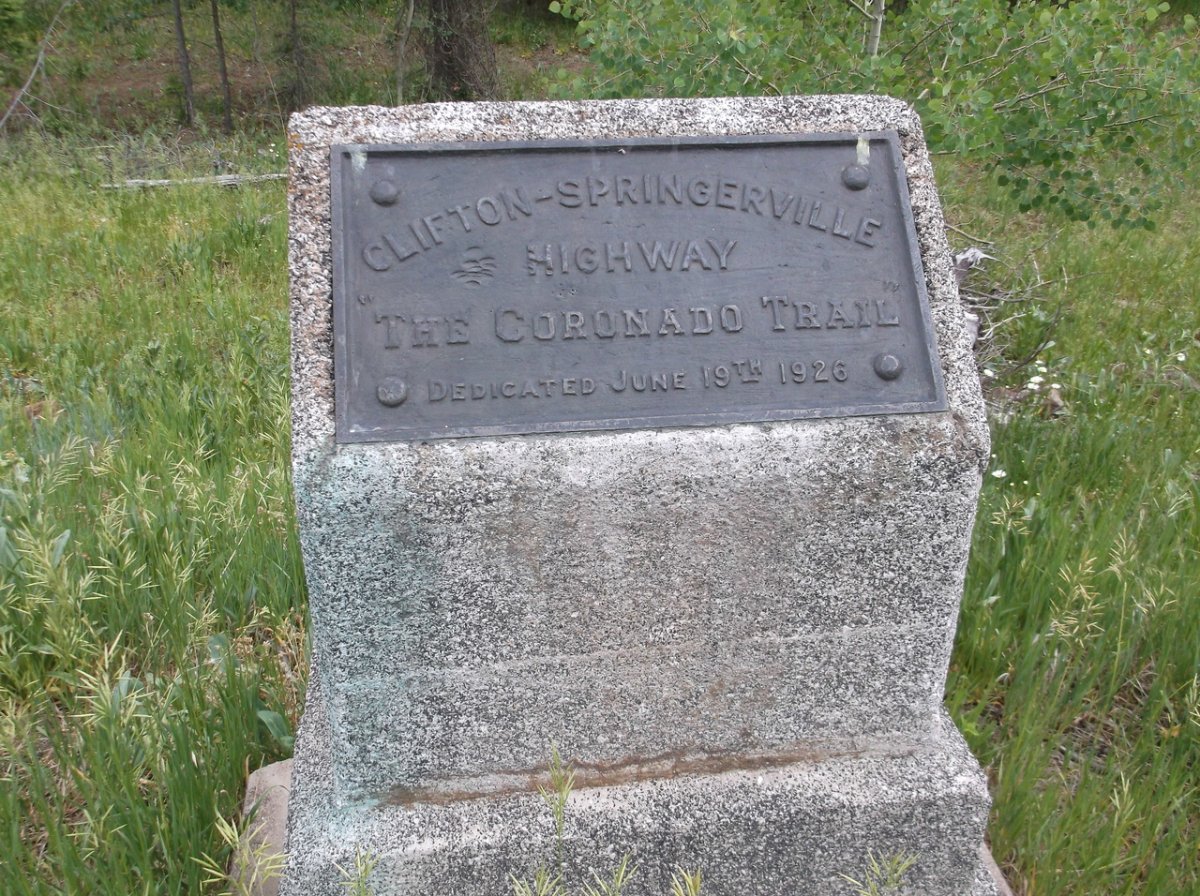 CLIFTON-SPRINGERVILLE
HIGHWAY
"THE CORONADO TRAIL"
DEDICATED JUNE 19TH 1926